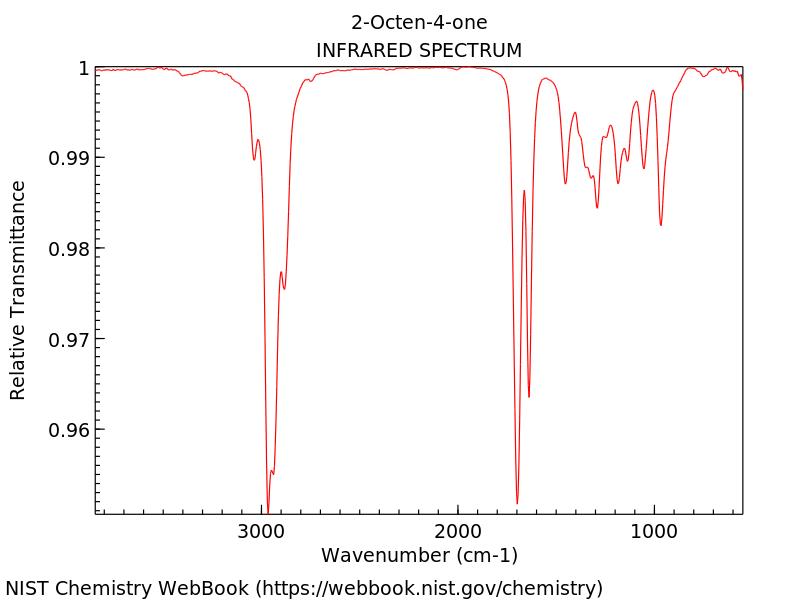 2-Octen-4-one
INFRARED SPECTRUM
1
0.99
0.98
0.97
0.96
Relative Transmittance
3000 2000 1000
Wavenumber (cm-1)
NIST Chemistry WebBook (https://webbook.nist.gov/chemistry)